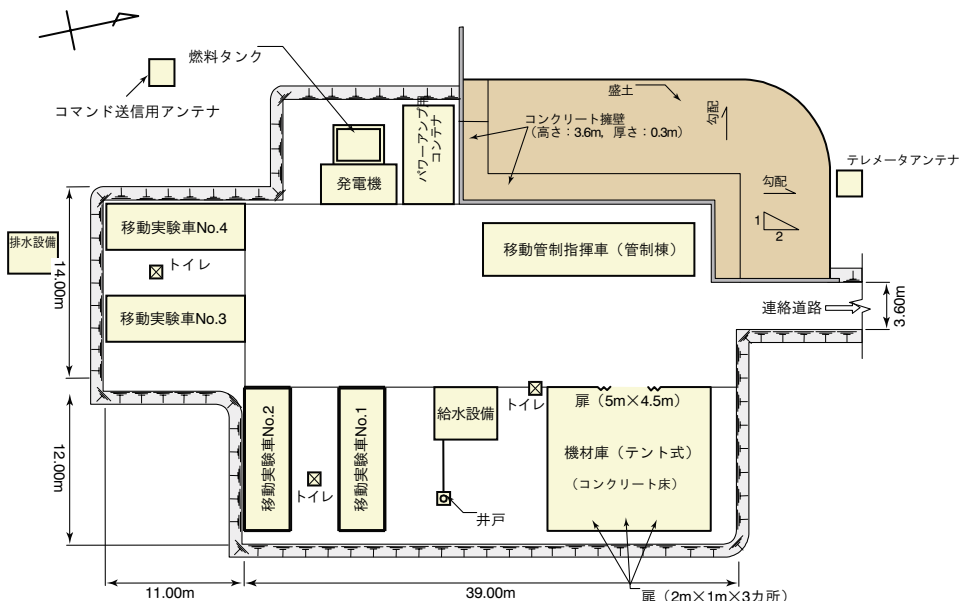 燃料タンク
コマンド送信用アンテナ
盛土
勾配
コンクリート擁壁
(高さ：3.6m, 厚さ：0.3m)
パワーアンプ用
コンテナ
発電機
テレメータアンテナ
勾配
1
2
移動実験車No.4
移動管制指揮車（管制棟）
排水設備
トイレ
14.00m
移動実験車No.3
連絡道路
3.60m
12.00m
移動実験車No.2
トイレ
移動実験車No.1
給水設備
トイレ
扉（5m×4.5m）
機材庫（テント式）
（コンクリート床）
井戸
11.00m
39.00m
扉（2m×1m×3カ所）